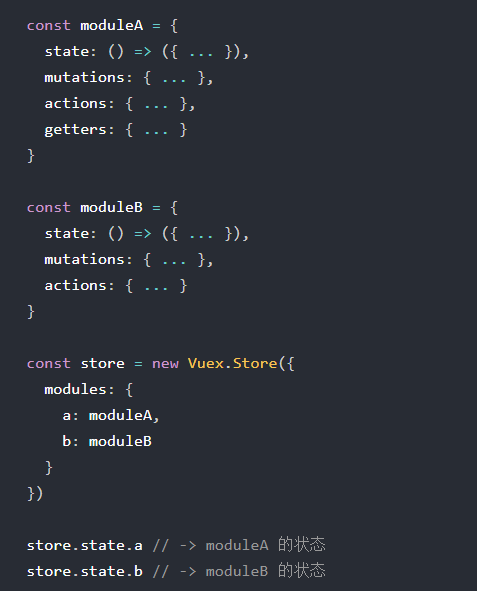 const moduleA = {
  state: () => ({ ... }),
  mutations: { ... },
  actions: { ... },
  getters: { ... }
}

const moduleB = {
  state: () => ({ ... }),
  mutations: { ... },
  actions: { ... }
}

const store = new Vuex.Store({
  modules: {
    a: moduleA,
    b: moduleB
  }
})

store.state.a // -> moduleA 的状态
store.state.b // -> moduleB 的状态